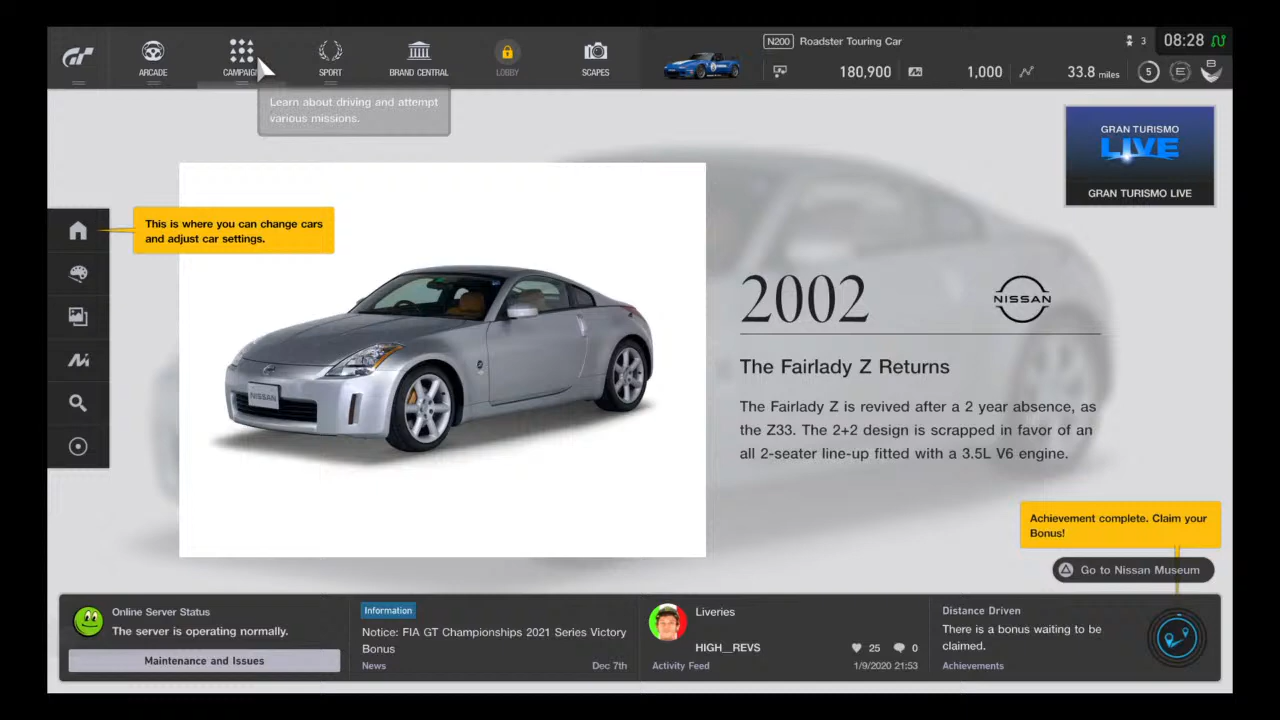 ARCADE
CAMPAIG
SPORT
BRAND CENTRAL
LOBBY
SCAPES
N200 Roadster Touring Car
3
08:28
180,900
1,000
33.8 miles
5
E
B
Learn about driving and attempt
various missions.
GRAN TURISMO
LIVE
GRAN TURISMO LIVE
This is where you can change cars
and adjust car settings.
NISSAN
2002
NISSAN
The Fairlady Z Returns
The Fairlady Z is revived after a 2 year absence, as
the Z33. The 2+2 design is scrapped in favor of an
all 2-seater line-up fitted with a 3.5L V6 engine.
Achievement complete. Claim your
Bonus!
Go to Nissan Museum
Online Server Status
The server is operating normally.
Maintenance and Issues
Information
Notice: FIA GT Championships 2021 Series Victory
Bonus
News
Dec 7th
Liveries
HIGH__REVS
25
0
Activity Feed
1/9/2020 21:53
Distance Driven
There is a bonus waiting to be
claimed.
Achievements